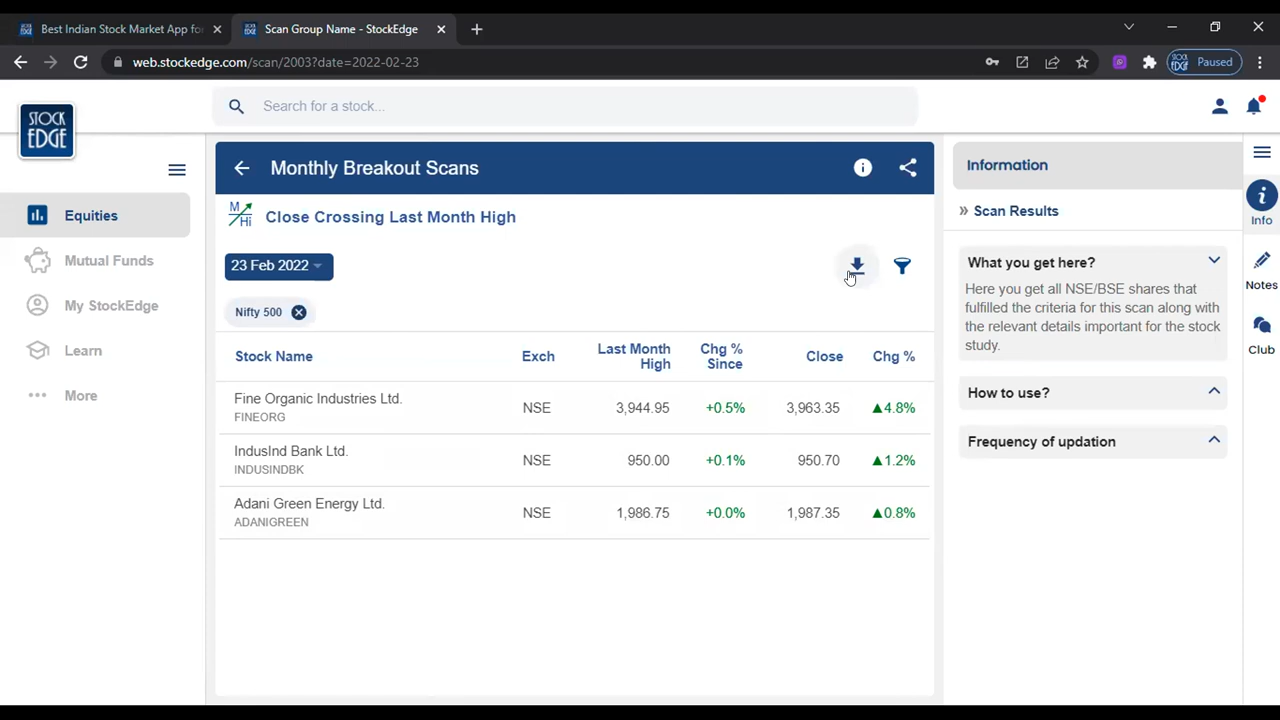 Best Indian Stock Market App fo
Scan Group Name - StockEdge
web.stockedge.com/scan/2003?date=2022-02-23
Paused
STOCK
EDGE
Search for a stock...
Equities
Mutual Funds
My StockEdge
Learn
More
Monthly Breakout Scans
M
Hi
Close Crossing Last Month High
23 Feb 2022
Nifty 500
Stock Name Exch Last Month High Chg % Since Close Chg %
Fine Organic Industries Ltd.
FINEORG
NSE 3,944.95 +0.5% 3,963.35 ▲4.8%
IndusInd Bank Ltd.
INDUSINDBK
NSE 950.00 +0.1% 950.70 ▲1.2%
Adani Green Energy Ltd.
ADANIGREEN
NSE 1,986.75 +0.0% 1,987.35 ▲0.8%
Information
» Scan Results
What you get here?
Here you get all NSE/BSE shares that
fulfilled the criteria for this scan along with
the relevant details important for the stock
study.
How to use?
Frequency of updation
Info
Notes
Club